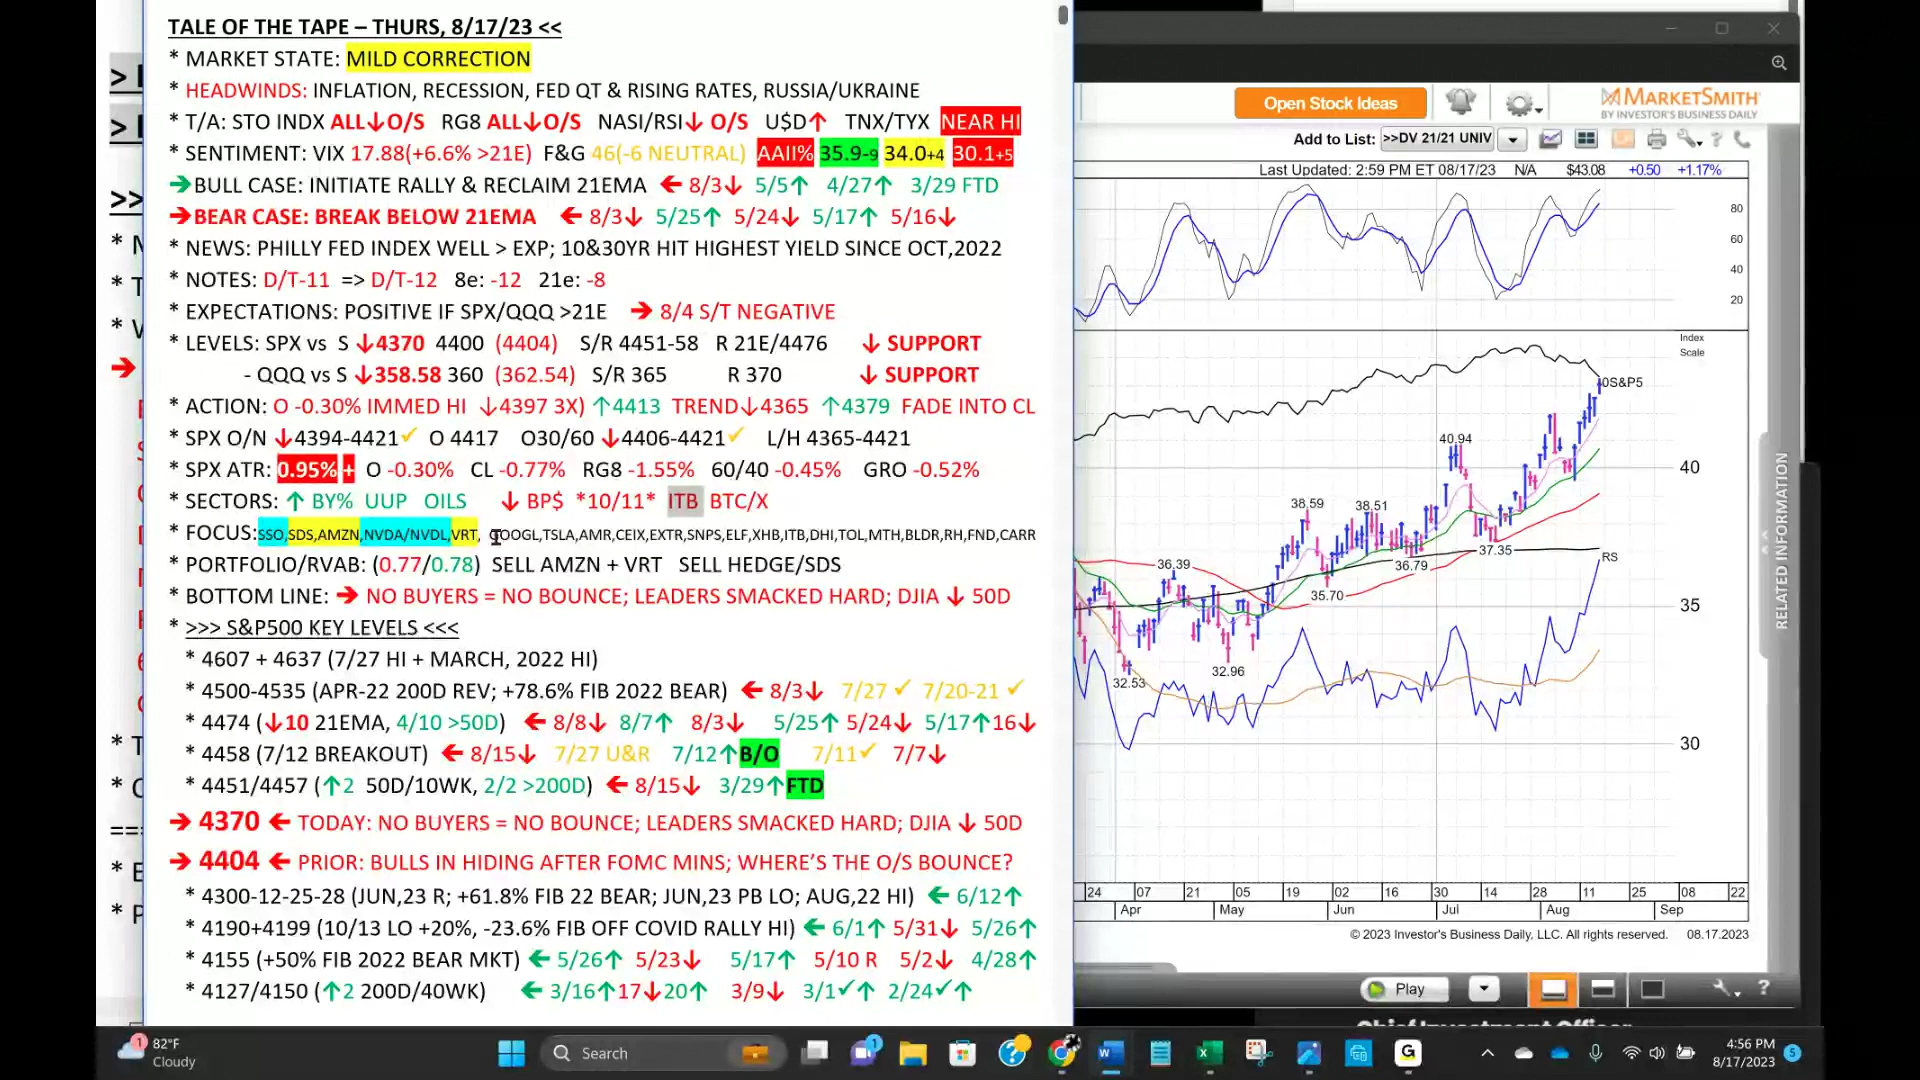 TALE OF THE TAPE – THURS, 8/17/23 <<
* MARKET STATE: MILD CORRECTION
* HEADWINDS: INFLATION, RECESSION, FED QT & RISING RATES, RUSSIA/UKRAINE
* T/A: STO INDX ALL↓O/S RG8 ALL↓O/S NASI/RSI↓ O/S U$D↑ TNX/TYX NEAR HI
* SENTIMENT: VIX 17.88(+6.6% >21E) F&G 46(-6 NEUTRAL) AAII% 35.9-9 34.0+4 30.1+5
➔BULL CASE: INITIATE RALLY & RECLAIM 21EMA ← 8/3↓ 5/5↑ 4/27↑ 3/29 FTD
➔BEAR CASE: BREAK BELOW 21EMA ← 8/3↓ 5/25↑ 5/24↓ 5/17↑ 5/16↓
* NEWS: PHILLY FED INDEX WELL > EXP; 10&30YR HIT HIGHEST YIELD SINCE OCT,2022
* NOTES: D/T-11 => D/T-12 8e: -12 21e: -8
* EXPECTATIONS: POSITIVE IF SPX/QQQ >21E ➔ 8/4 S/T NEGATIVE
* LEVELS: SPX vs S ↓4370 4400 (4404) S/R 4451-58 R 21E/4476 ↓ SUPPORT
- QQQ vs S ↓358.58 360 (362.54) S/R 365 R 370 ↓ SUPPORT
* ACTION: O -0.30% IMMED HI ↓4397 3X) ↑4413 TREND↓4365 ↑4379 FADE INTO CL
* SPX O/N ↓4394-4421✓ O 4417 O30/60 ↓4406-4421✓ L/H 4365-4421
* SPX ATR: 0.95% + O -0.30% CL -0.77% RG8 -1.55% 60/40 -0.45% GRO -0.52%
* SECTORS: ↑ BY% UUP OILS ↓ BP$ *10/11* ITB BTC/X
* FOCUS:SSO,SDS,AMZN,NVDA/NVDL,VRT, GOOGL,TSLA,AMR,CEIX,EXTR,SNPS,ELF,XHB,ITB,DHI,TOL,MTH,BLDR,RH,FND,CARR
* PORTFOLIO/RVAB: (0.77/0.78) SELL AMZN + VRT SELL HEDGE/SDS
* BOTTOM LINE: ➔ NO BUYERS = NO BOUNCE; LEADERS SMACKED HARD; DJIA ↓ 50D
* >>> S&P500 KEY LEVELS <<<
* 4607 + 4637 (7/27 HI + MARCH, 2022 HI)
* 4500-4535 (APR-22 200D REV; +78.6% FIB 2022 BEAR) ← 8/3↓ 7/27 ✓ 7/20-21 ✓
* 4474 (↓10 21EMA, 4/10 >50D) ← 8/8↓ 8/7↑ 8/3↓ 5/25↑ 5/24↓ 5/17↑16↓
* 4458 (7/12 BREAKOUT) ← 8/15↓ 7/27 U&R 7/12↑B/O 7/11✓ 7/7↓
* 4451/4457 (↑2 50D/10WK, 2/2 >200D) ← 8/15↓ 3/29↑FTD
➔ 4370 ← TODAY: NO BUYERS = NO BOUNCE; LEADERS SMACKED HARD; DJIA ↓ 50D
➔ 4404 ← PRIOR: BULLS IN HIDING AFTER FOMC MINS; WHERE'S THE O/S BOUNCE?
* 4300-12-25-28 (JUN,23 R; +61.8% FIB 22 BEAR; JUN,23 PB LO; AUG,22 HI) ← 6/12↑
* 4190+4199 (10/13 LO +20%, -23.6% FIB OFF COVID RALLY HI) ← 6/1↑ 5/31↓ 5/26↑
* 4155 (+50% FIB 2022 BEAR MKT) ← 5/26↑ 5/23↓ 5/17↑ 5/10 R 5/2↓ 4/28↑
* 4127/4150 (↑2 200D/40WK) ← 3/16↑17↓20↑ 3/9↓ 3/1✓↑ 2/24✓↑
Open Stock Ideas
MARKETSMITH
BY INVESTOR'S BUSINESS DAILY
Add to List: >>DV 21/21 UNIV
Last Updated: 2:59 PM ET 08/17/23 N/A $43.08 +0.50 +1.17%
80
60
40
20
Index
Scale
0S&P5
40.94
40
38.59
38.51
37.35
36.79
36.39
35.70
RS
35
32.96
32.53
30
24 07 21 05 19 02 16 30 14 28 11 25 08 22
Apr May Jun Jul Aug Sep
© 2023 Investor's Business Daily, LLC. All rights reserved. 08.17.2023
RELATED INFORMATION
Play
82°F
Cloudy
Search
4:56 PM
8/17/2023